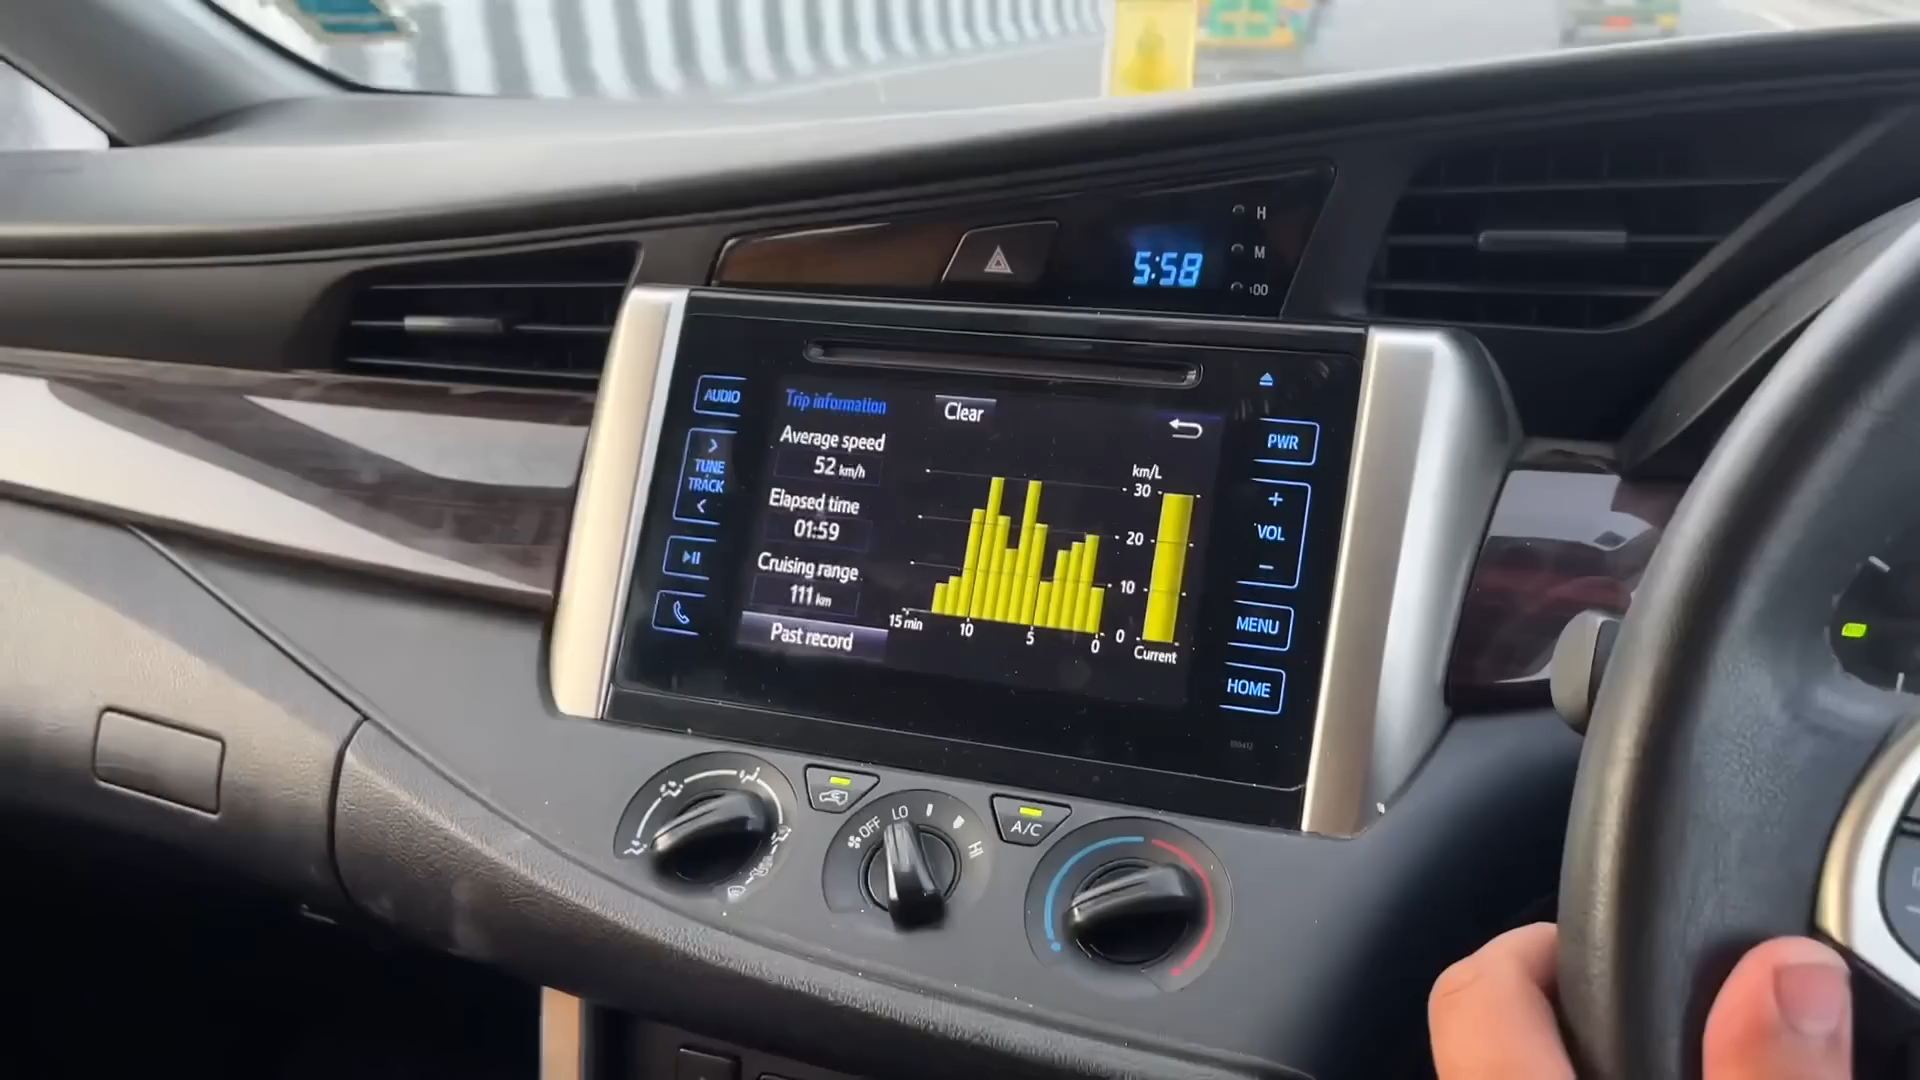 5:58
H
M
:00
AUDIO
TUNE
TRACK
Trip information
Clear
Average speed
52 km/h
Elapsed time
01:59
Cruising range
111 km
Past record
km/L
30
20
10
0
15 min
10
5
0
Current
PWR
+
VOL
−
MENU
HOME
OFF
LO
HI
A/C